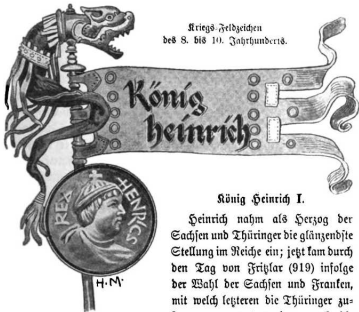 Kriegs-Feldzeichen
des 8. bis 10. Jahrhunderts.
König
heinrich
REX HENRICS
H.M.
König Heinrich I.
Heinrich nahm als Herzog der
Sachsen und Thüringer die glänzendste
Stellung im Reiche ein; jetzt kam durch
den Tag von Fritzlar (919) infolge
der Wahl der Sachsen und Franken,
mit welch letzteren die Thüringer zu-